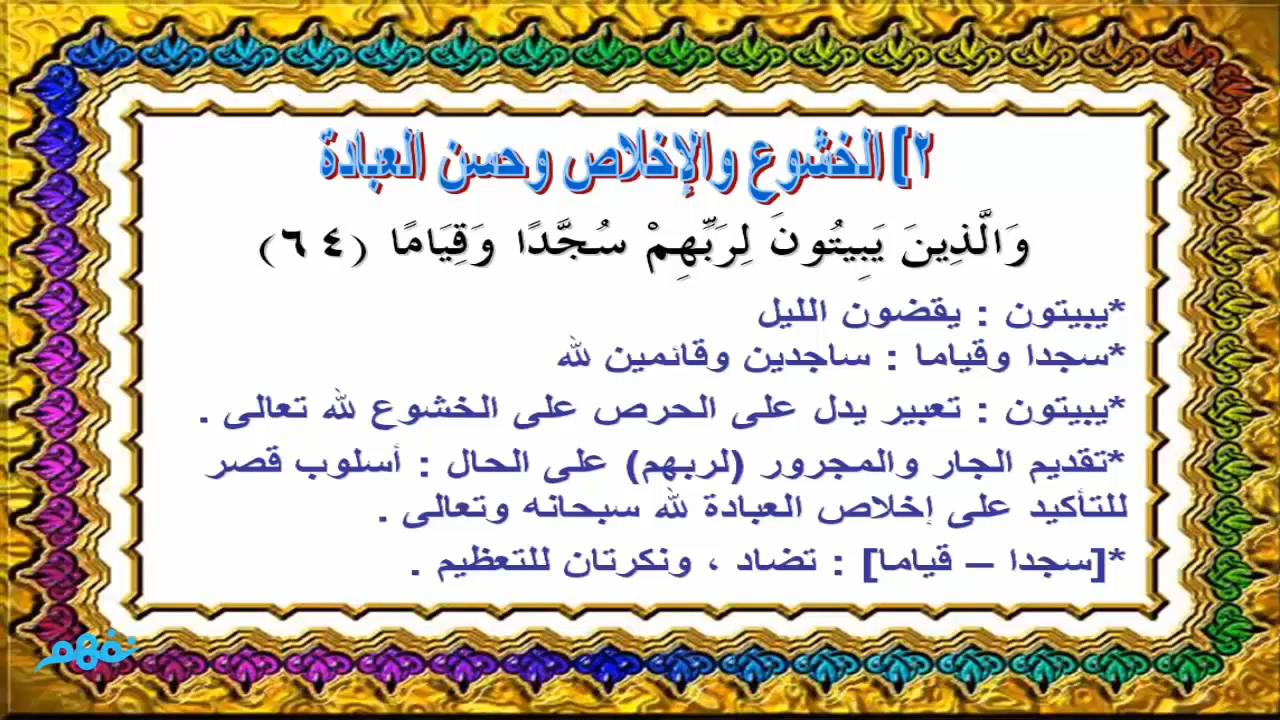 ٢) الخشوع والإخلاص وحسن العبادة
وَالَّذِينَ يَبِيتُونَ لِرَبِّهِمْ سُجَّدًا وَقِيَامًا (٦٤)
*يبيتون : يقضون الليل
*سجدا وقياما : ساجدين وقائمين لله
*يبيتون : تعبير يدل على الحرص على الخشوع لله تعالى .
*تقديم الجار والمجرور (لربهم) على الحال : أسلوب قصر
للتأكيد على إخلاص العبادة لله سبحانه وتعالى .
*[سجدا – قياما] : تضاد ، ونكرتان للتعظيم .
نفهم